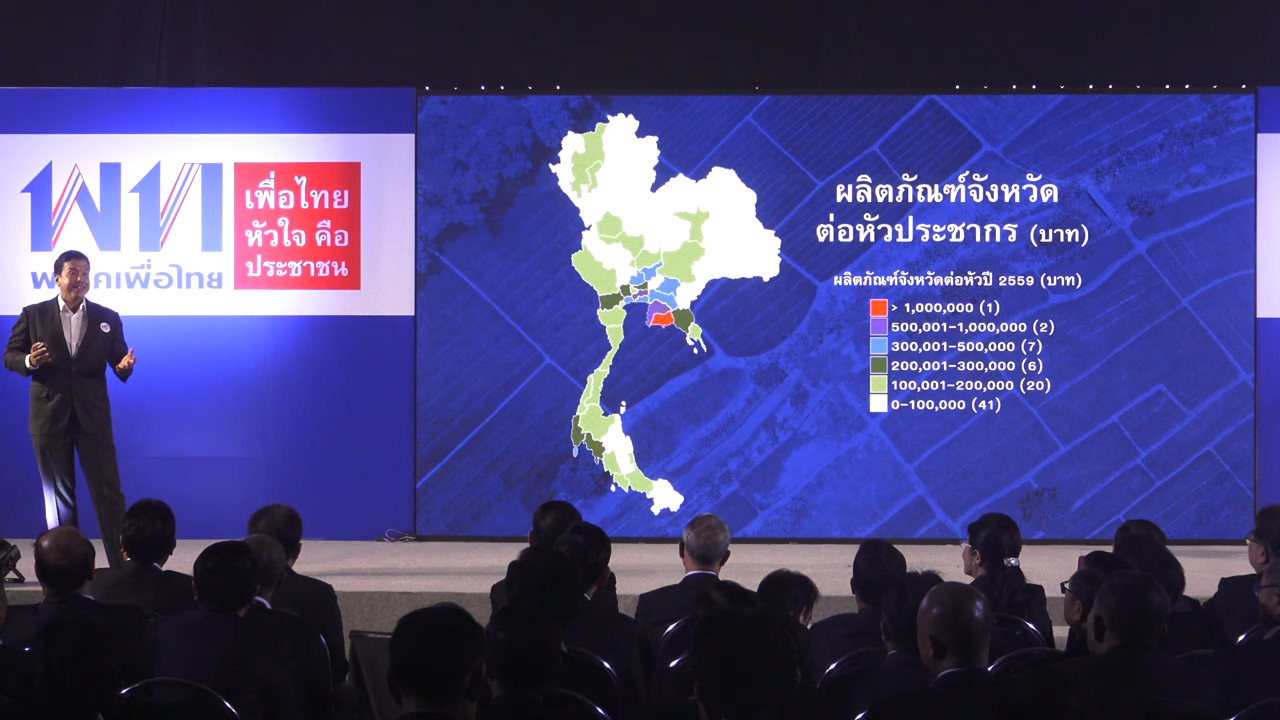 พท
เพื่อไทย
หัวใจ คือ
ประชาชน
เพื่อไทย
ผลิตภัณฑ์จังหวัด
ต่อหัวประชากร (บาท)
ผลิตภัณฑ์จังหวัดต่อหัวปี 2559 (บาท)
> 1,000,000 (1)
500,001-1,000,000 (2)
300,001-500,000 (7)
200,001-300,000 (6)
100,001-200,000 (20)
0-100,000 (41)